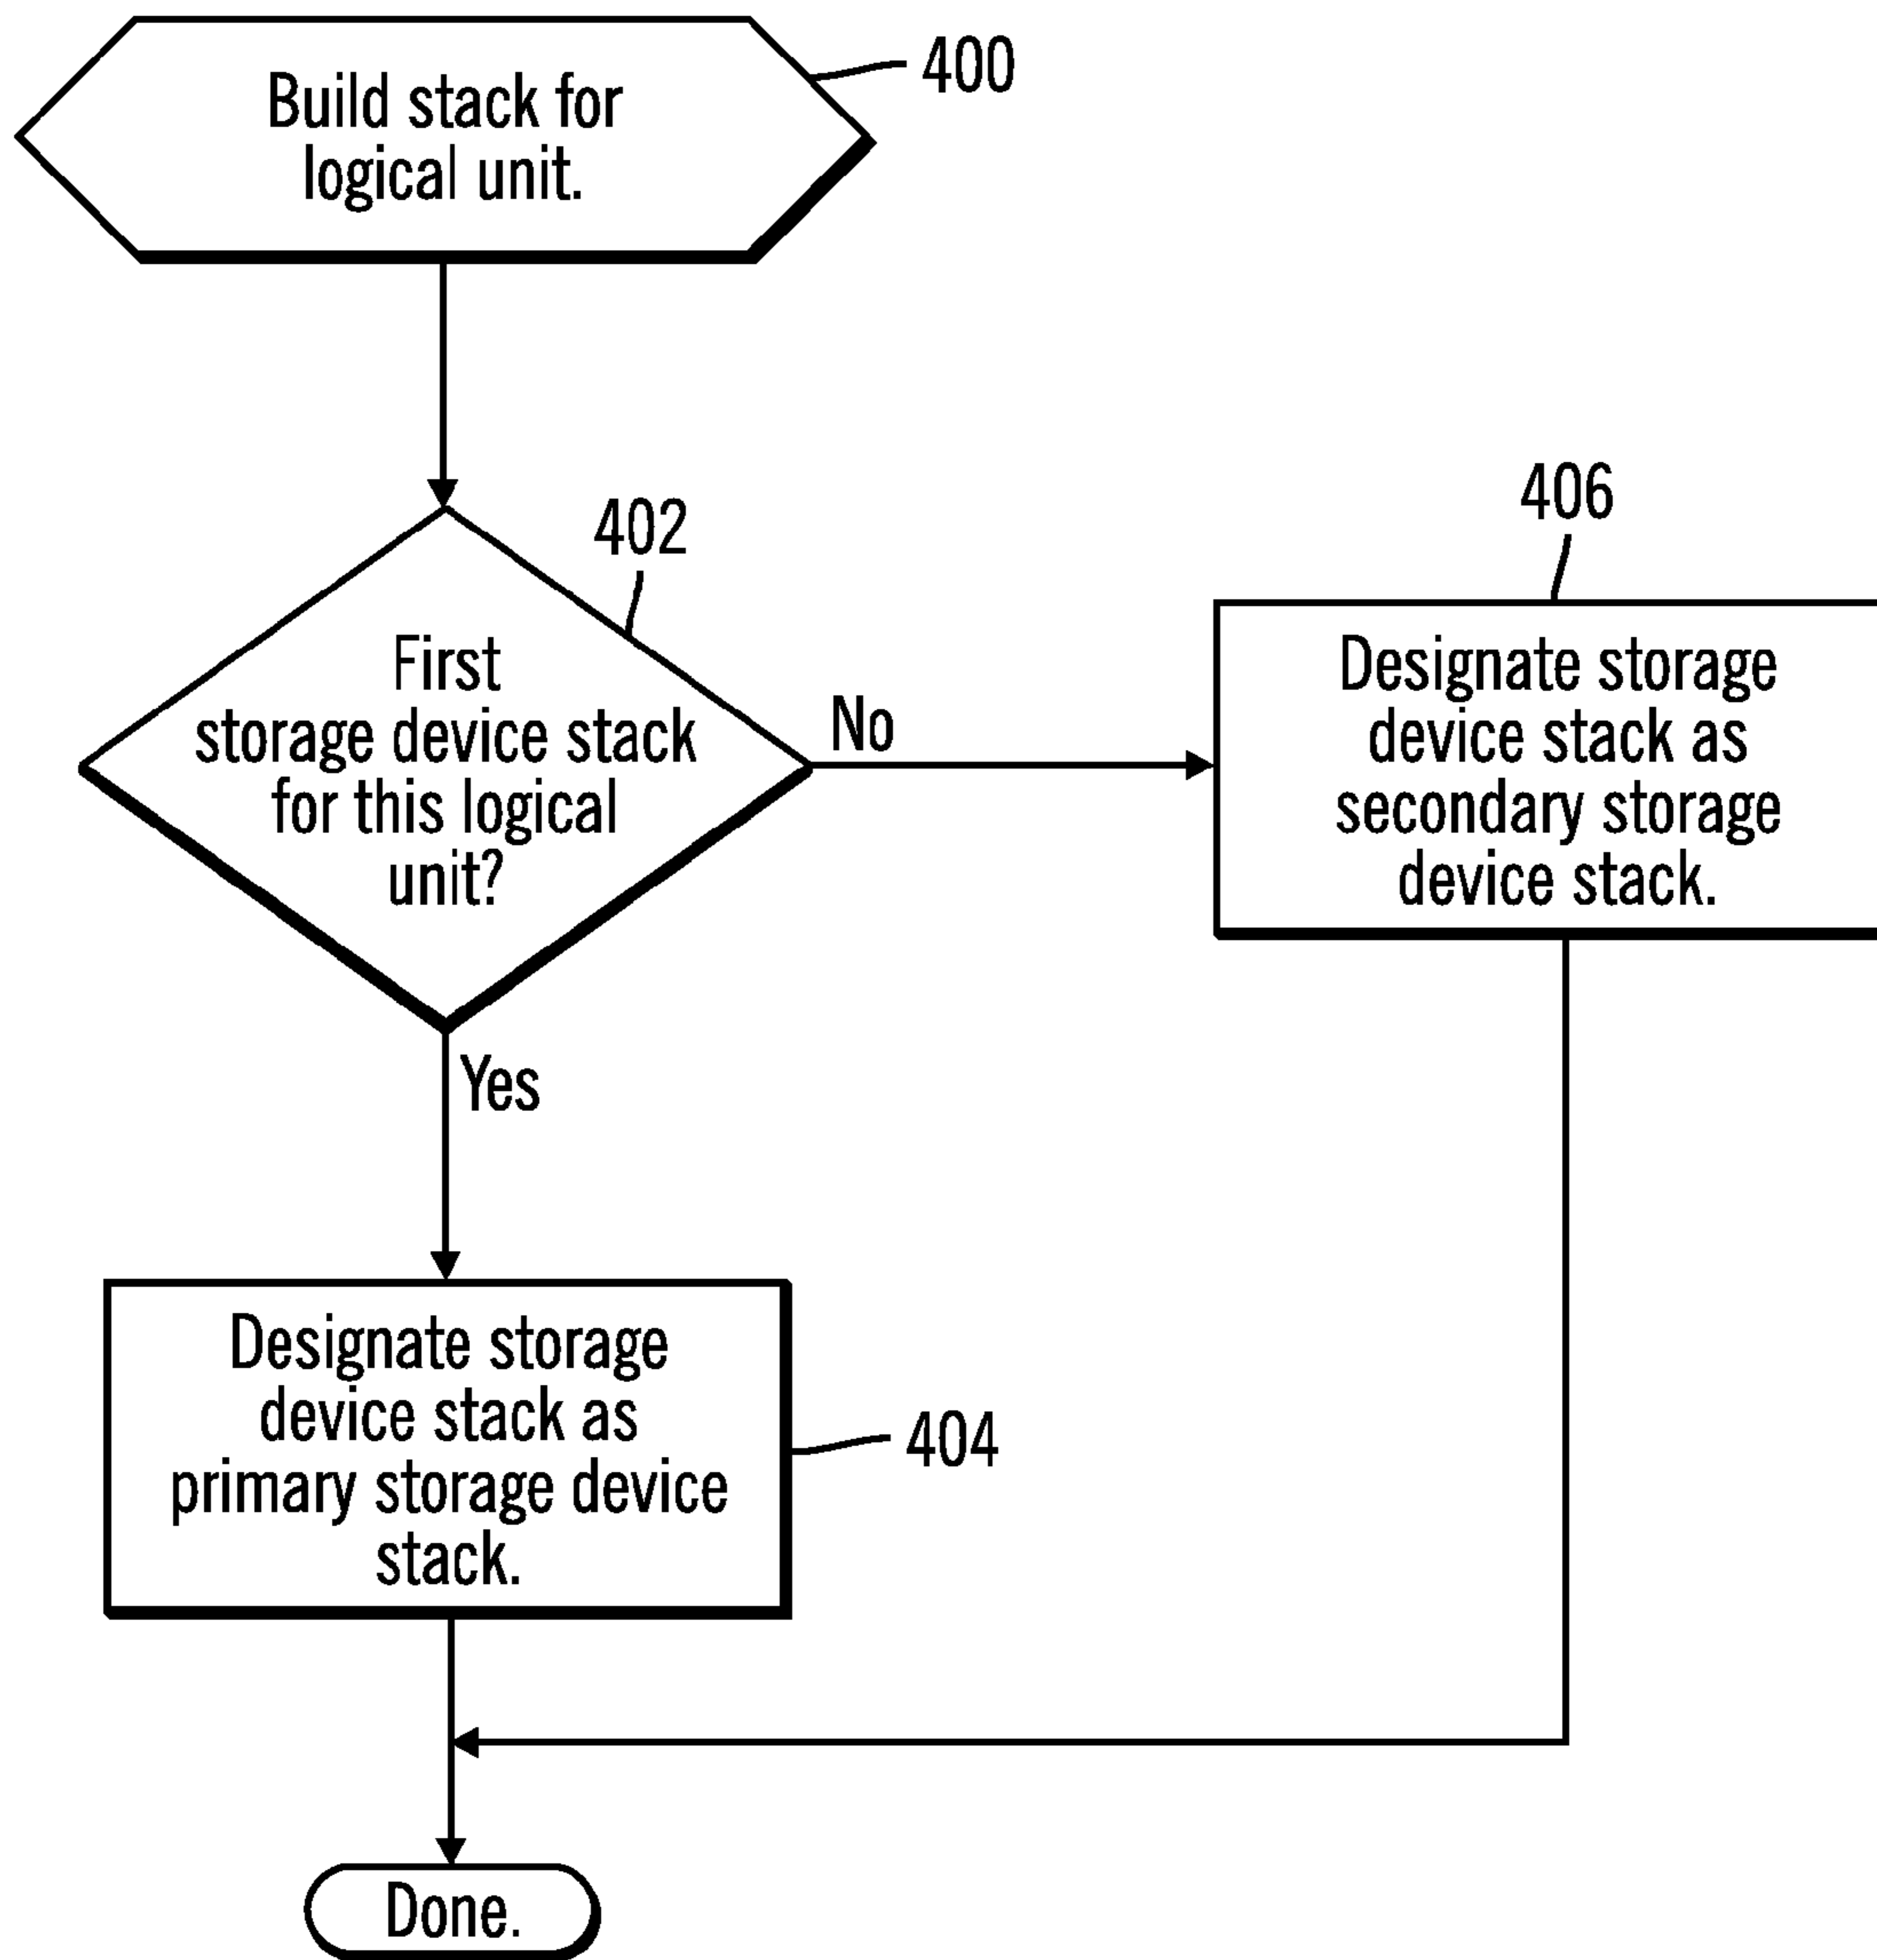 Build stack for
logical unit.
400
402
First
storage device stack
for this logical
unit?
No
406
Designate storage
device stack as
secondary storage
device stack.
Yes
Designate storage
device stack as
primary storage device
stack.
404
Done.